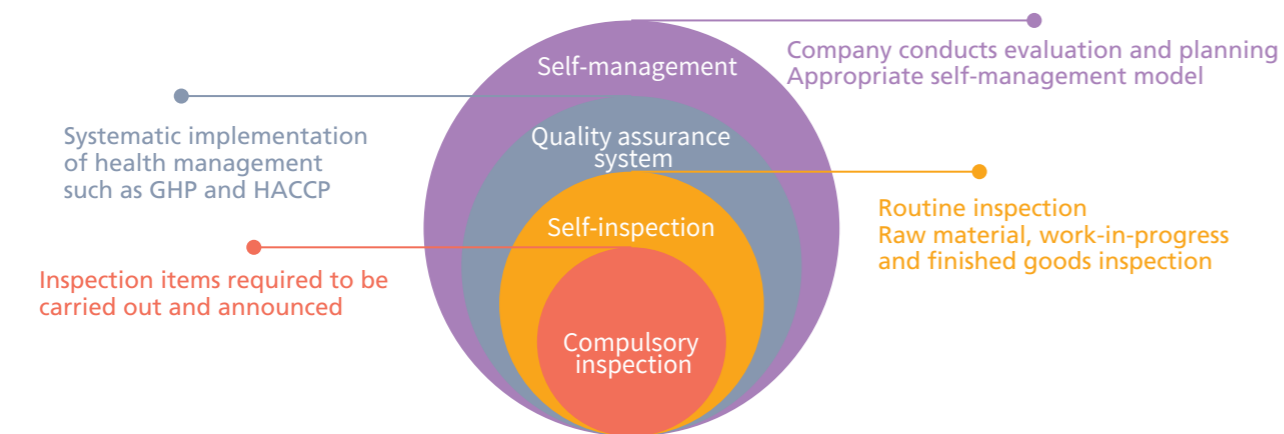 Self-management
Company conducts evaluation and planning
Appropriate self-management model
Systematic implementation
of health management
such as GHP and HACCP
Quality assurance
system
Routine inspection
Raw material, work-in-progress
and finished goods inspection
Self-inspection
Inspection items required to be
carried out and announced
Compulsory
inspection